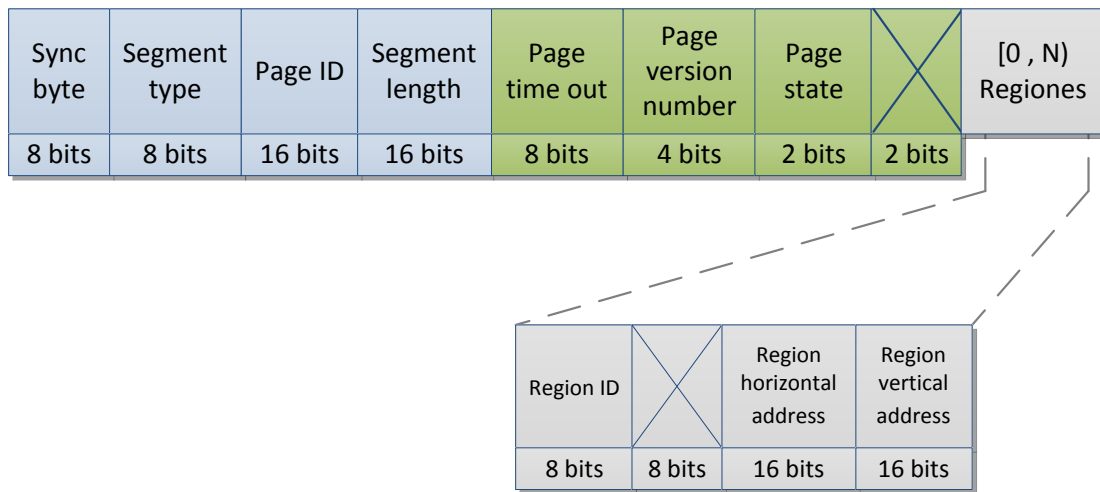 Sync
byte
Segment
type
Page ID
Segment
length
Page
time out
Page
version
number
Page
state
[0 , N)
Regiones
8 bits
8 bits
16 bits
16 bits
8 bits
4 bits
2 bits
2 bits
Region ID
Region
horizontal
address
Region
vertical
address
8 bits
8 bits
16 bits
16 bits